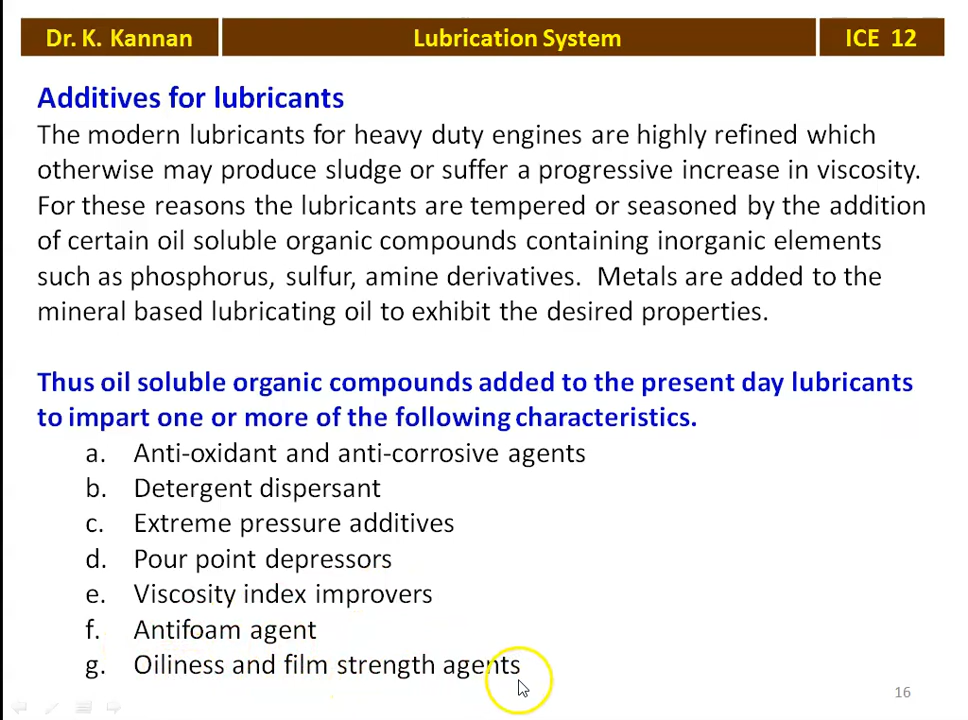 Dr. K. Kannan
Lubrication System
ICE 12
Additives for lubricants
The modern lubricants for heavy duty engines are highly refined which
otherwise may produce sludge or suffer a progressive increase in viscosity.
For these reasons the lubricants are tempered or seasoned by the addition
of certain oil soluble organic compounds containing inorganic elements
such as phosphorus, sulfur, amine derivatives. Metals are added to the
mineral based lubricating oil to exhibit the desired properties.
Thus oil soluble organic compounds added to the present day lubricants
to impart one or more of the following characteristics.
a. Anti-oxidant and anti-corrosive agents
b. Detergent dispersant
c. Extreme pressure additives
d. Pour point depressors
e. Viscosity index improvers
f. Antifoam agent
g. Oiliness and film strength agents
16